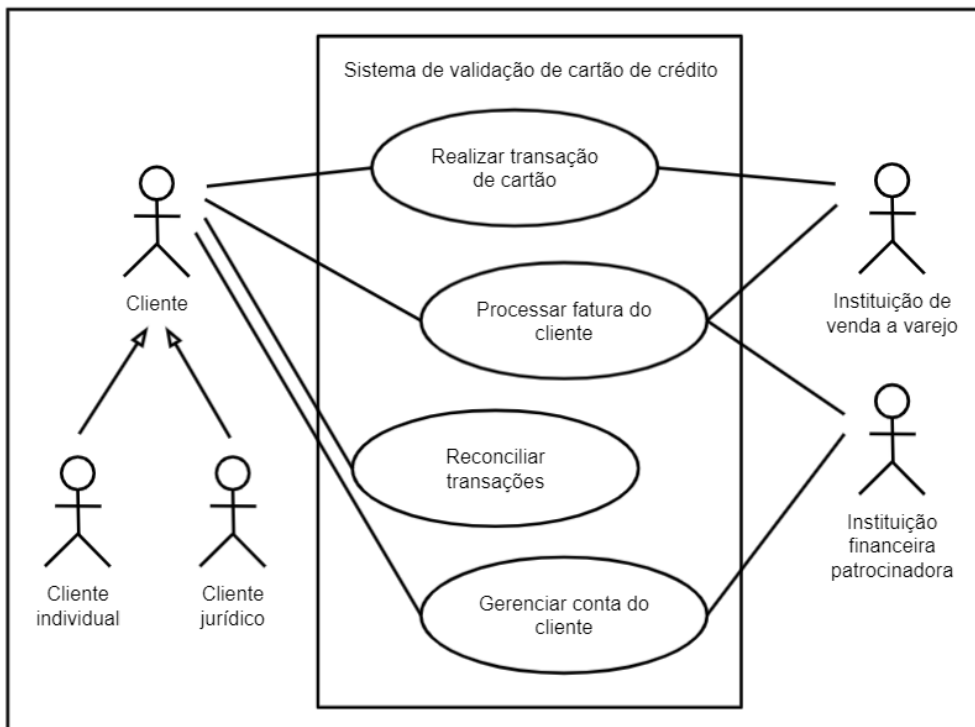 Sistema de validação de cartão de crédito
Realizar transação
de cartão
Cliente
Processar fatura do
cliente
Instituição de
venda a varejo
Reconciliar
transações
Cliente
individual
Cliente
jurídico
Gerenciar conta do
cliente
Instituição
financeira
patrocinadora